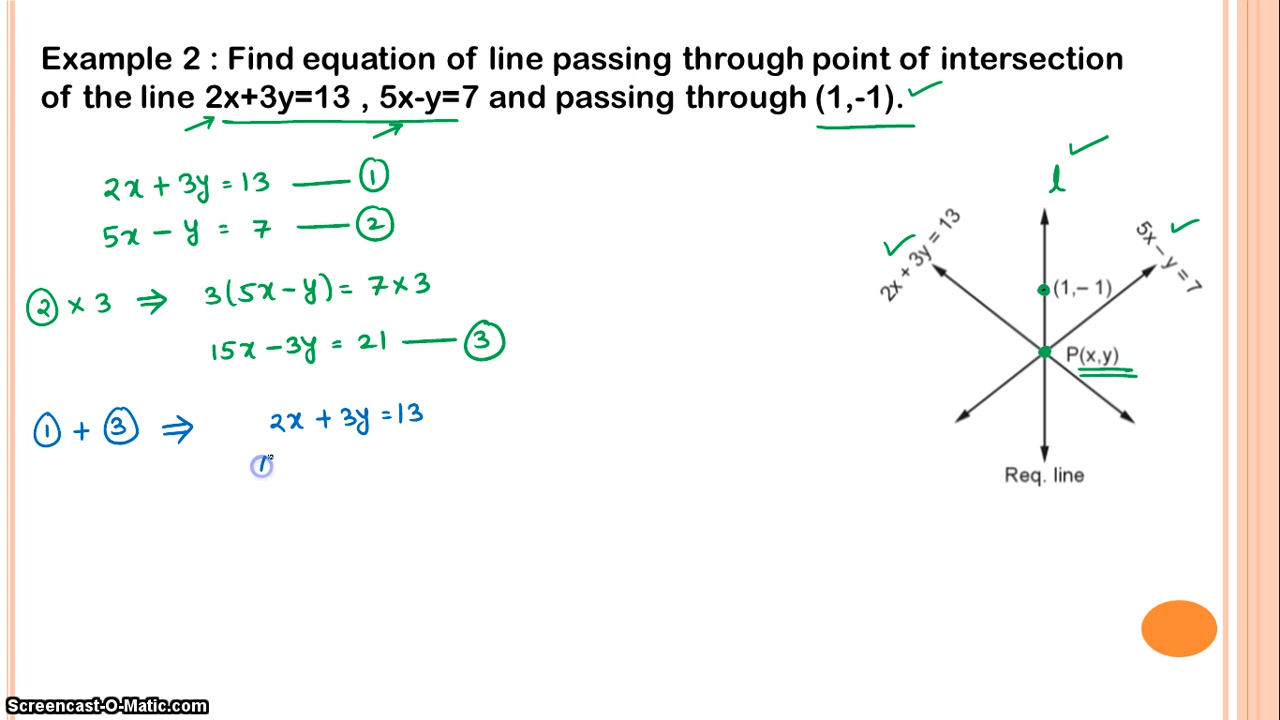 Example 2 : Find equation of line passing through point of intersection
of the line 2x+3y=13 , 5x-y=7 and passing through (1,-1).
2x + 3y = 13 —— ①
5x - y = 7 —— ②
② × 3 ⇒ 3(5x - y) = 7 × 3
15x - 3y = 21 —— ③
① + ③ ⇒ 2x + 3y = 13
1
l
2x + 3y = 13
5x - y = 7
(1,- 1)
P(x,y)
Req. line
Screencast-O-Matic.com